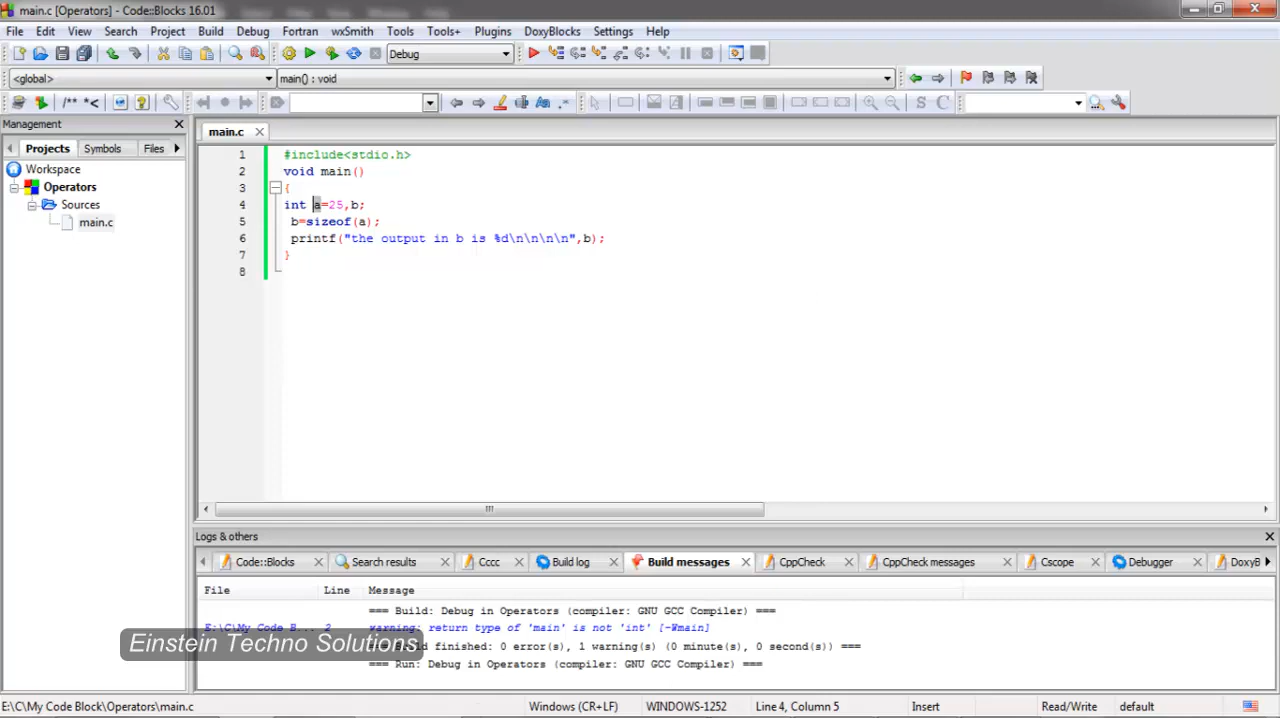 main.c [Operators] - Code::Blocks 16.01
File Edit View Search Project Build Debug Fortran wxSmith Tools Tools+ Plugins DoxyBlocks Settings Help
Debug
<global> main() : void
/** *<
S C
Management
Projects Symbols Files
main.c
Workspace
Operators
Sources
main.c
1 #include<stdio.h>
2 void main()
3 {
4 int a=25,b;
5 b=sizeof(a);
6 printf("the output in b is %d\n\n\n\n",b);
7 }
8
Logs & others
Code::Blocks Search results Cccc Build log Build messages CppCheck CppCheck messages Cscope Debugger DoxyB
File Line Message
=== Build: Debug in Operators (compiler: GNU GCC Compiler) ===
E:\C\My Code B... 2 warning: return type of 'main' is not 'int' [-Wmain]
=== Build finished: 0 error(s), 1 warning(s) (0 minute(s), 0 second(s)) ===
=== Run: Debug in Operators (compiler: GNU GCC Compiler) ===
Einstein Techno Solutions
E:\C\My Code Block\Operators\main.c Windows (CR+LF) WINDOWS-1252 Line 4, Column 5 Insert Read/Write default